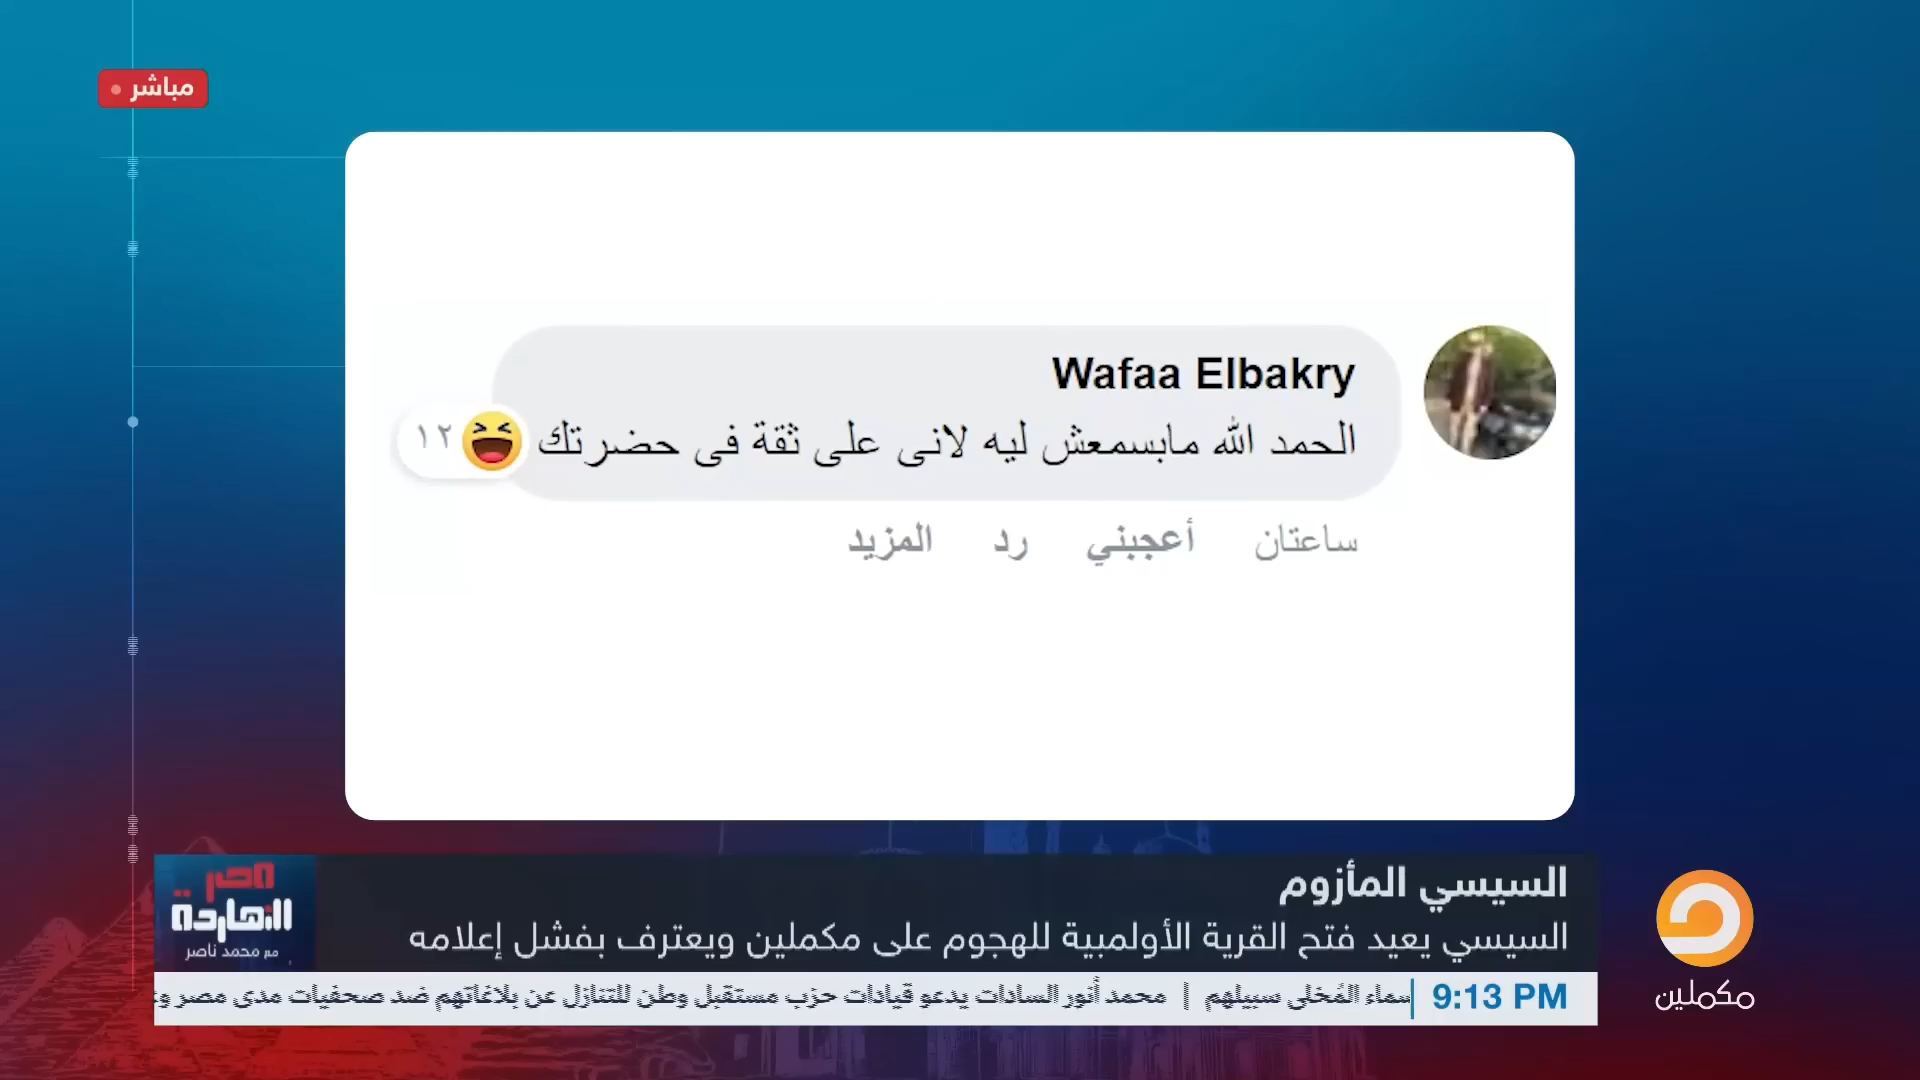 مباشر
Wafaa Elbakry
الحمد الله مابسمعش ليه لانى على ثقة فى حضرتك
١٢
ساعتان أعجبني رد المزيد
السيسي المأزوم
السيسي يعيد فتح القرية الأولمبية للهجوم على مكملين ويعترف بفشل إعلامه
مصر
النهاردة
مع محمد ناصر
9:13 PM
سماء المُخلى سبيلهم | محمد أنور السادات يدعو قيادات حزب مستقبل وطن للتنازل عن بلاغاتهم ضد صحفيات مدى مصر
مكملين